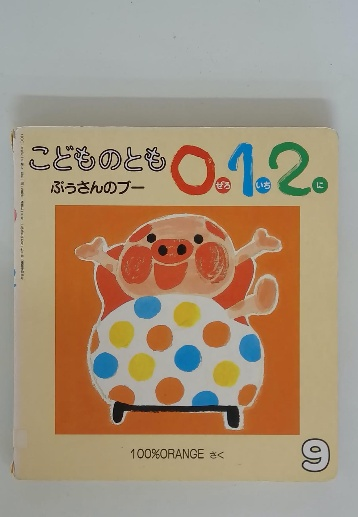 こどものとも 0.1.2.
ぜろ いち に
ぶぅさんのブー
100%ORANGE さく
9